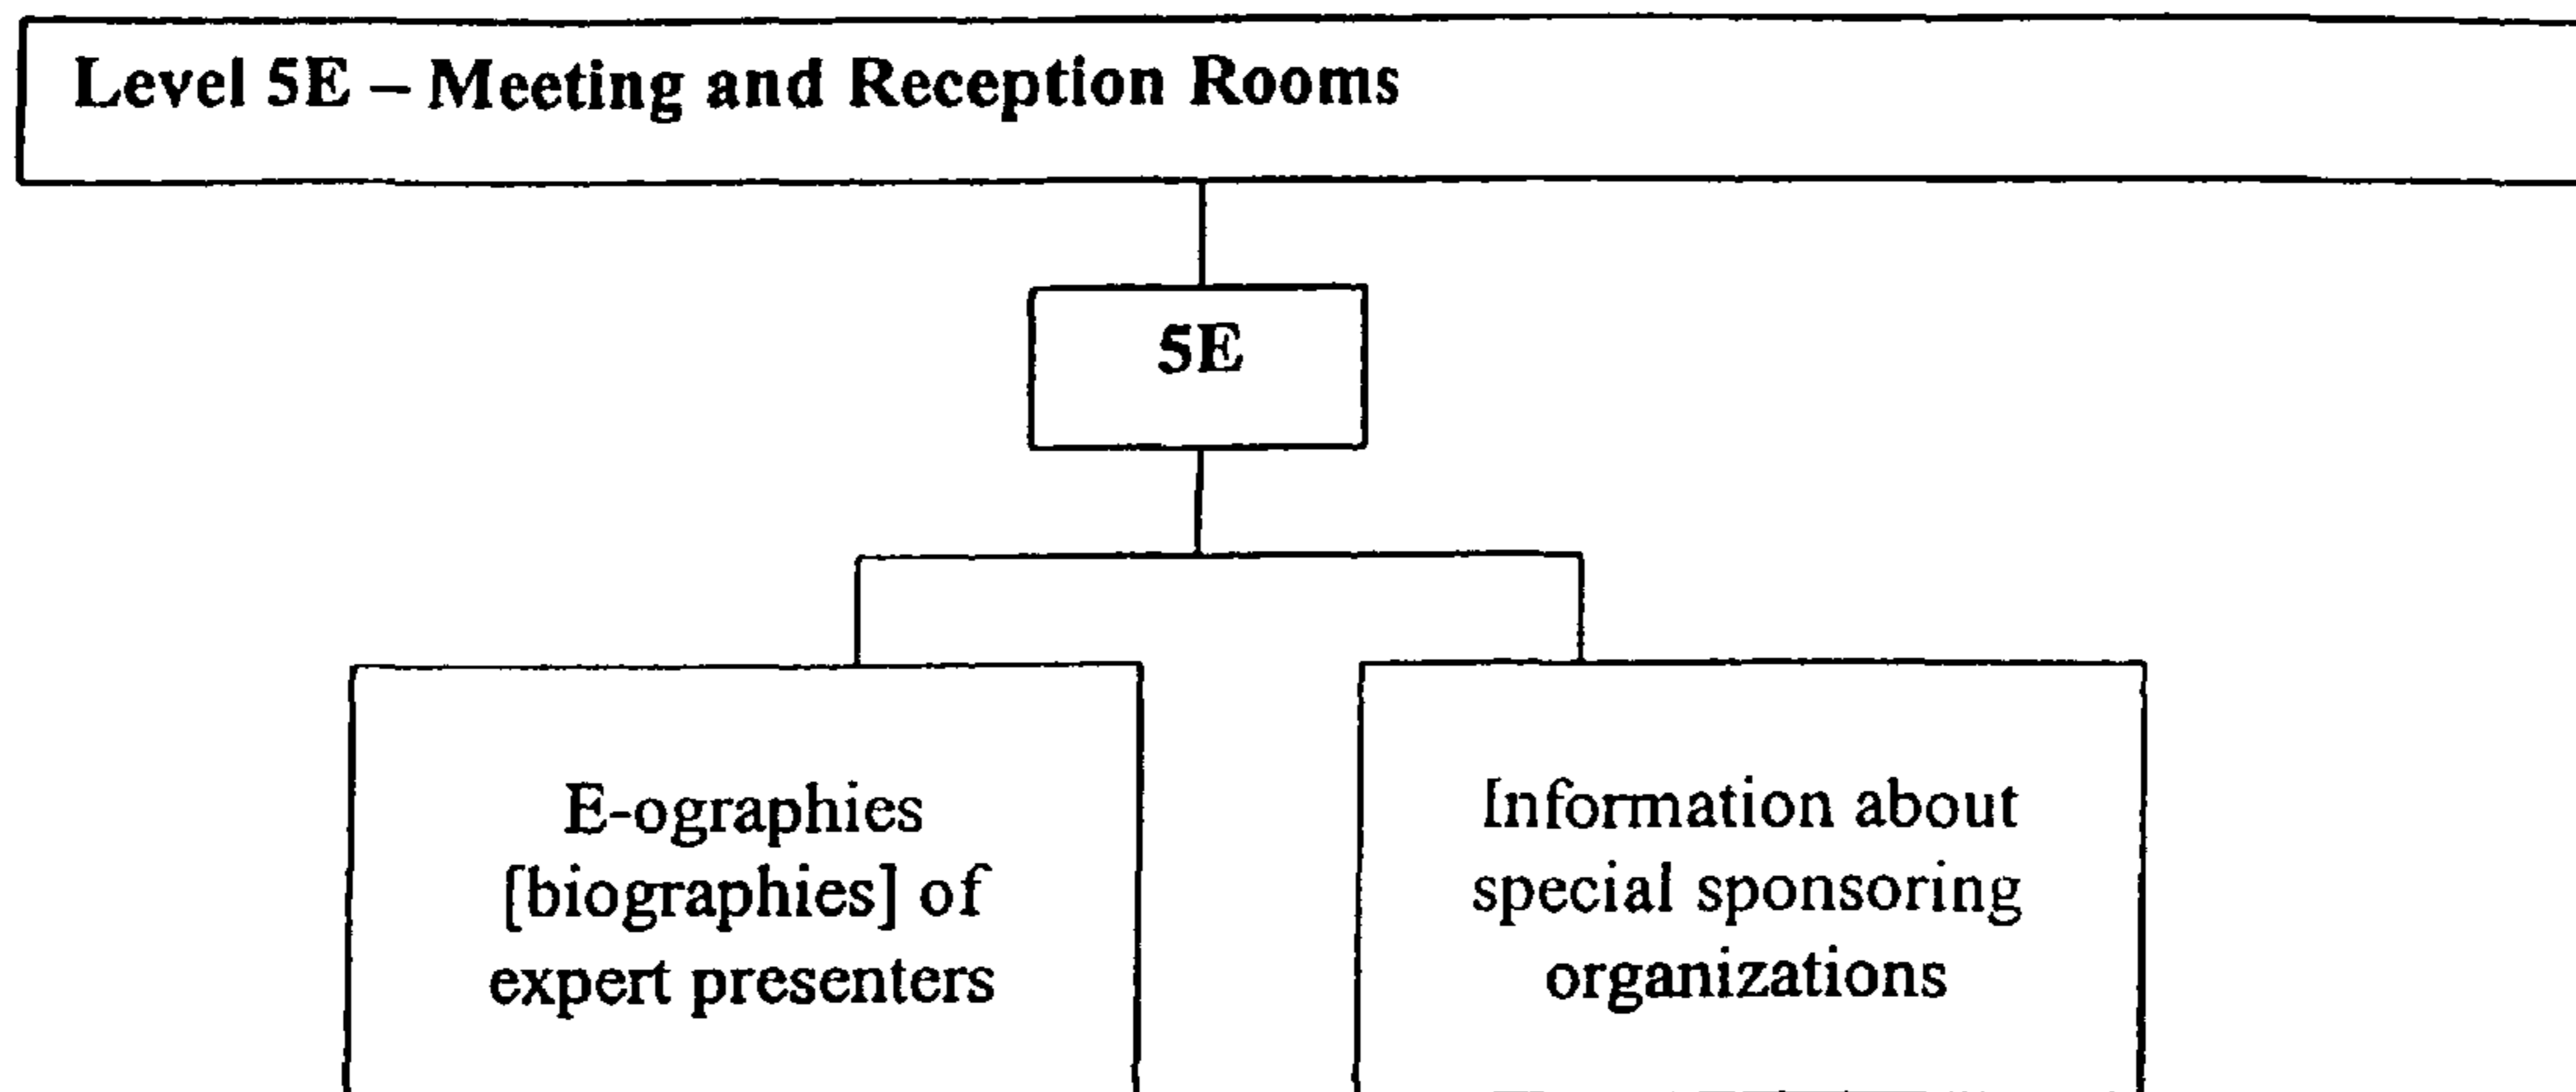 Level 5E – Meeting and Reception Rooms
5E
E-ographies
[biographies] of
expert presenters
Information about
special sponsoring
organizations